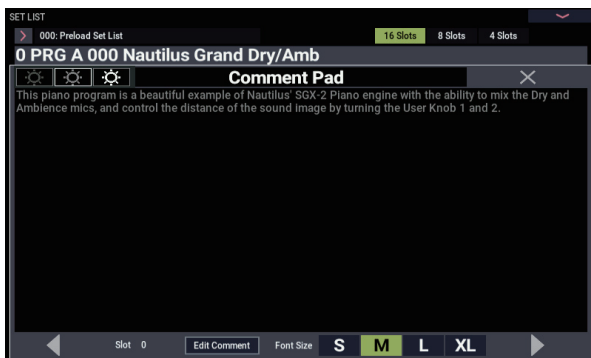 SET LIST
000: Preload Set List 16 Slots 8 Slots 4 Slots
0 PRG A 000 Nautilus Grand Dry/Amb
Comment Pad
This piano program is a beautiful example of Nautilus' SGX-2 Piano engine with the ability to mix the Dry and
Ambience mics, and control the distance of the sound image by turning the User Knob 1 and 2.
Slot 0 Edit Comment Font Size S M L XL